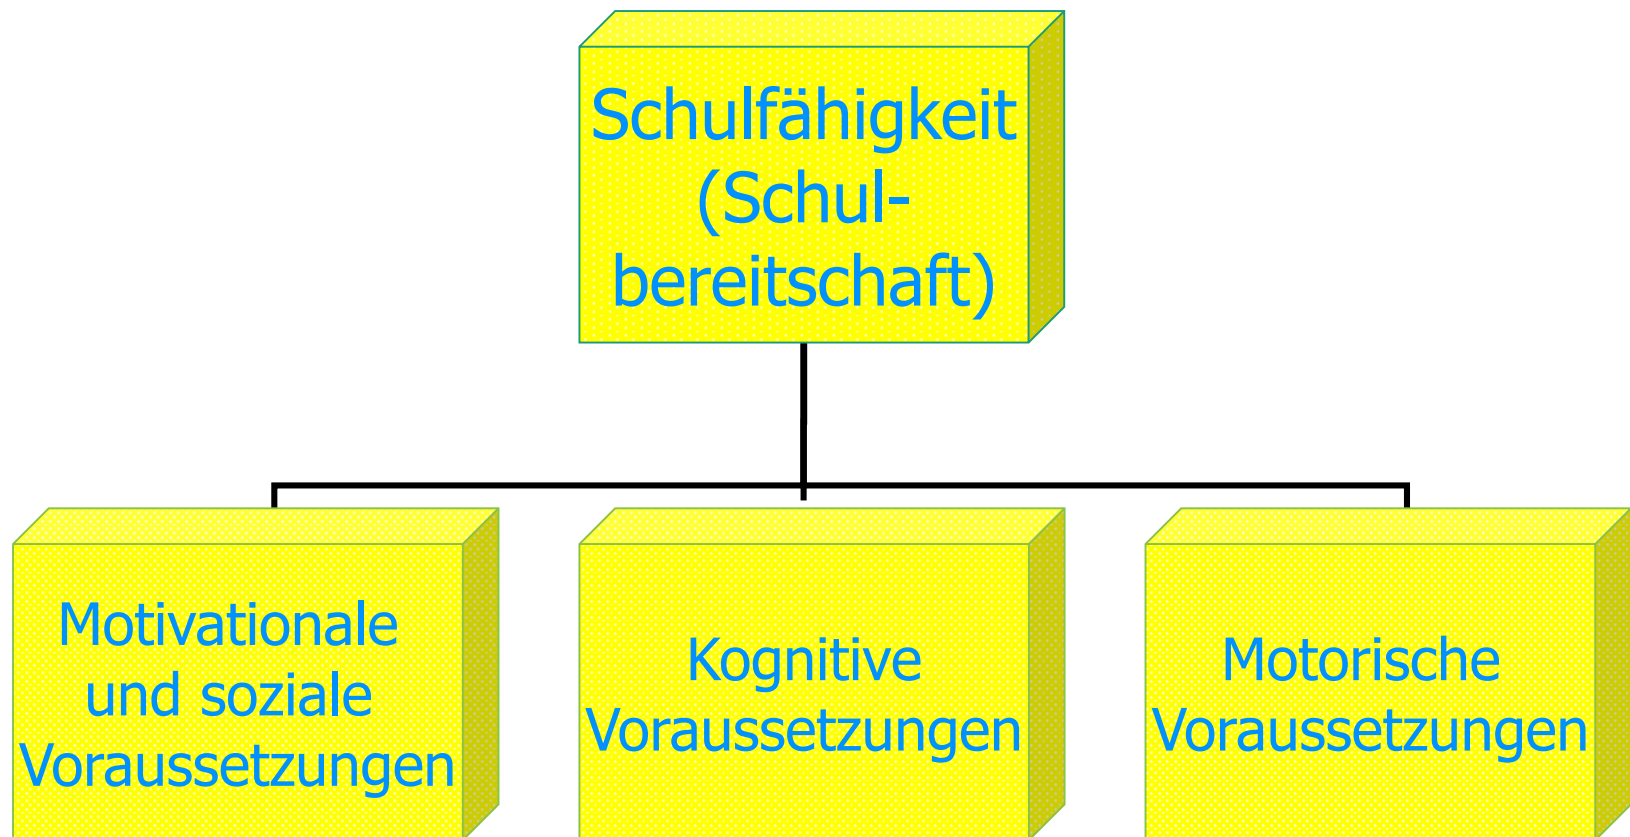 Schulfähigkeit
(Schul-
bereitschaft)
Motivationale
und soziale
Voraussetzungen
Kognitive
Voraussetzungen
Motorische
Voraussetzungen